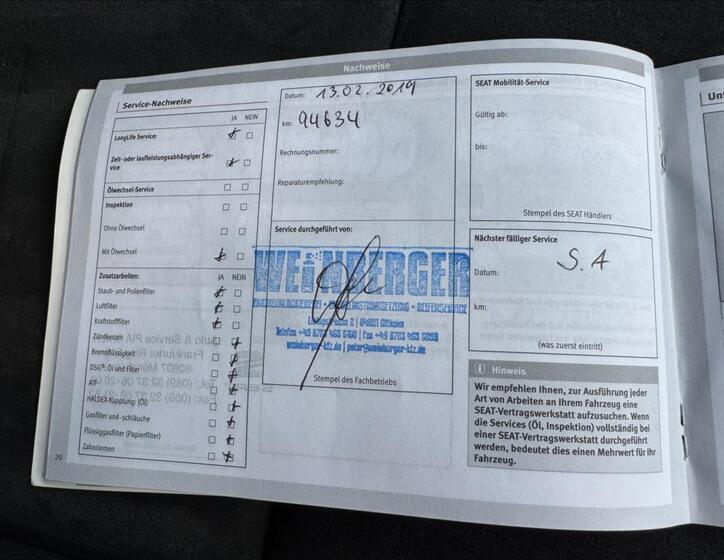 Nachweise
Service-Nachweise
JA NEIN
LongLife Service:
Zeit- oder laufleistungsabhängiger Ser-
vice
Ölwechsel-Service
Inspektion
Ohne Ölwechsel
Mit Ölwechsel
Zusatzarbeiten: JA NEIN
Staub- und Pollenfilter
Luftfilter
Kraftstofffilter
Zündkerzen
Bremsflüssigkeit
DSG®: Öl und Filter
ATF
HALDEX-Kupplung: (Öl)
Gasfilter und -schläuche
Flüssiggasfilter (Papierfilter)
Zahnriemen
20
Datum: 13.02.2019
km: 94634
Rechnungsnummer:
Reparaturempfehlung:
Service durchgeführt von:
WEINBERGER
Stempel des Fachbetriebs
SEAT Mobilität-Service
Gültig ab:
bis:
Stempel des SEAT Händlers
Nächster fälliger Service
Datum: S. A
km:
(was zuerst eintritt)
i Hinweis
Wir empfehlen Ihnen, zur Ausführung jeder
Art von Arbeiten an Ihrem Fahrzeug eine
SEAT-Vertragswerkstatt aufzusuchen. Wenn
die Services (Öl, Inspektion) vollständig bei
einer SEAT-Vertragswerkstatt durchgeführt
werden, bedeutet dies einen Mehrwert für Ihr
Fahrzeug.